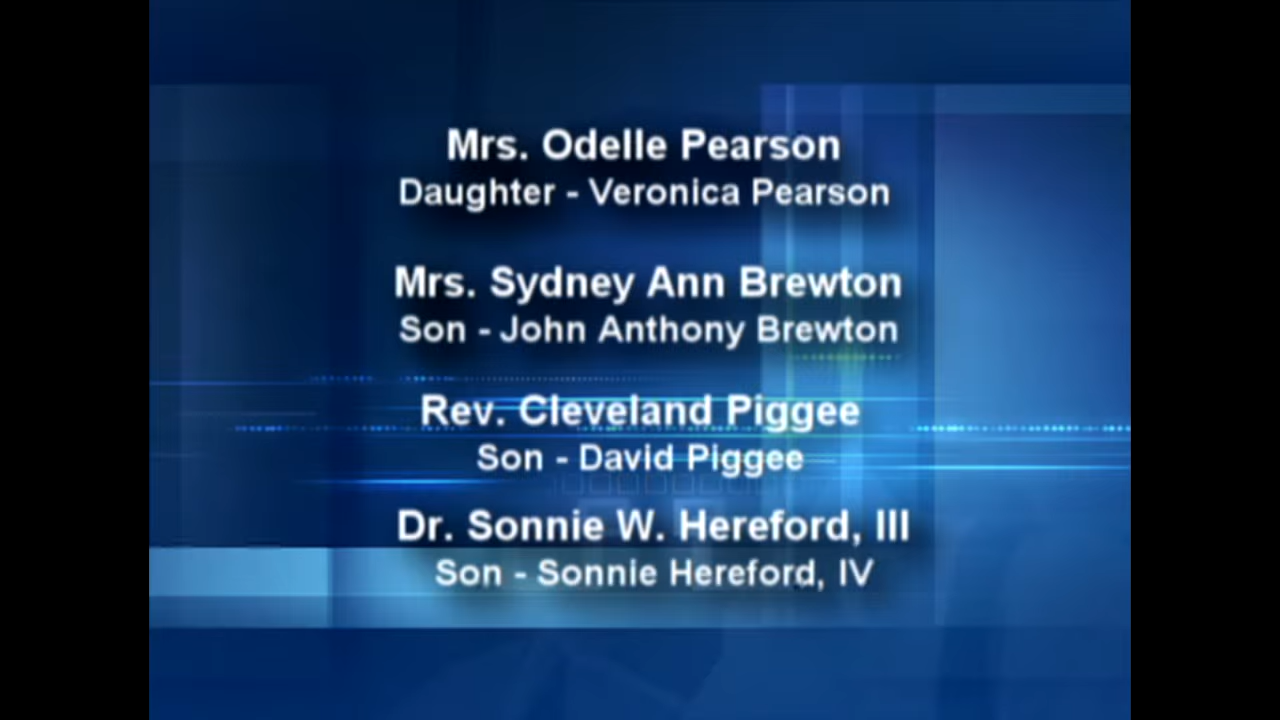 Mrs. Odelle Pearson
Daughter - Veronica Pearson
Mrs. Sydney Ann Brewton
Son - John Anthony Brewton
Rev. Cleveland Piggee
Son - David Piggee
Dr. Sonnie W. Hereford, III
Son - Sonnie Hereford, IV